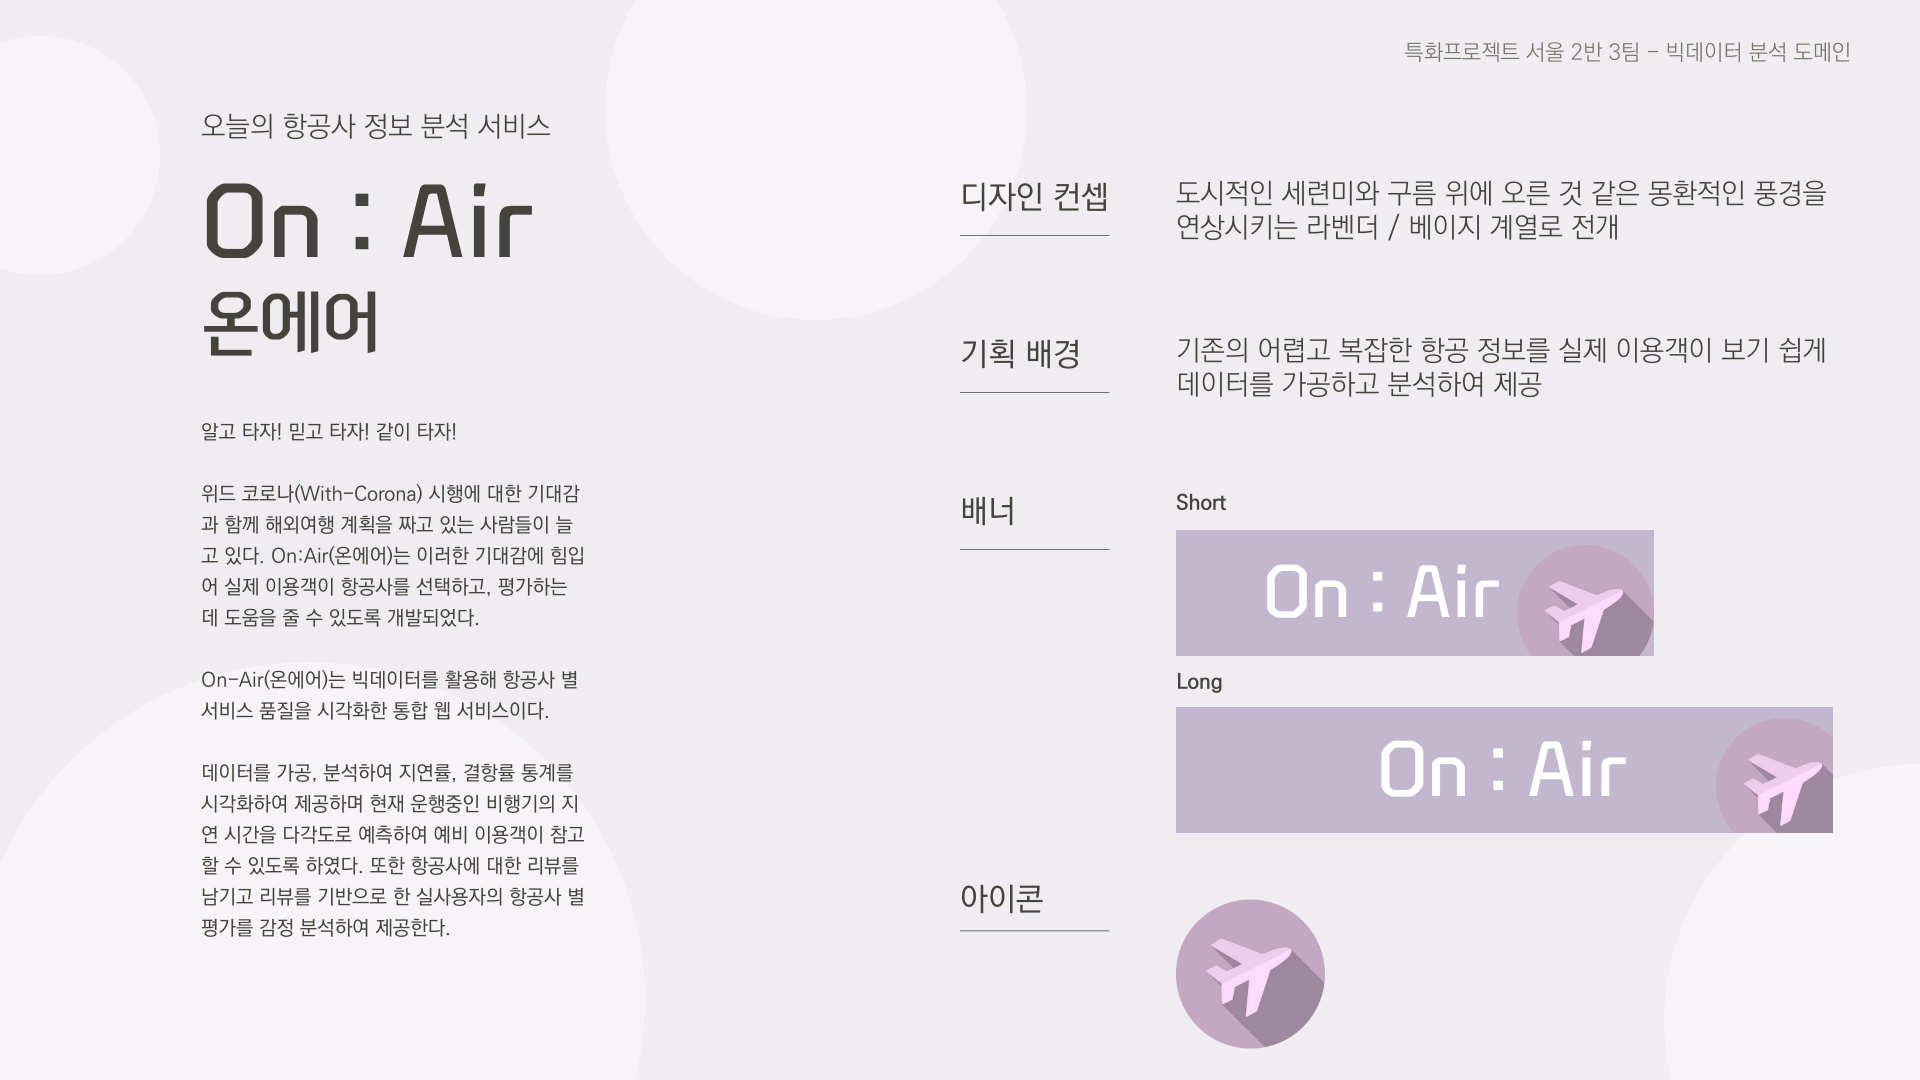 특화프로젝트 서울 2반 3팀 - 빅데이터 분석 도메인
오늘의 항공사 정보 분석 서비스
On : Air
온에어
알고 타자! 믿고 타자! 같이 타자!
위드 코로나(With-Corona) 시행에 대한 기대감
과 함께 해외여행 계획을 짜고 있는 사람들이 늘
고 있다. On:Air(온에어)는 이러한 기대감에 힘입
어 실제 이용객이 항공사를 선택하고, 평가하는
데 도움을 줄 수 있도록 개발되었다.
On-Air(온에어)는 빅데이터를 활용해 항공사 별
서비스 품질을 시각화한 통합 웹 서비스이다.
데이터를 가공, 분석하여 지연률, 결항률 통계를
시각화하여 제공하며 현재 운행중인 비행기의 지
연 시간을 다각도로 예측하여 예비 이용객이 참고
할 수 있도록 하였다. 또한 항공사에 대한 리뷰를
남기고 리뷰를 기반으로 한 실사용자의 항공사 별
평가를 감정 분석하여 제공한다.
디자인 컨셉
도시적인 세련미와 구름 위에 오른 것 같은 몽환적인 풍경을
연상시키는 라벤더 / 베이지 계열로 전개
기획 배경
기존의 어렵고 복잡한 항공 정보를 실제 이용객이 보기 쉽게
데이터를 가공하고 분석하여 제공
배너
Short
On : Air
Long
On : Air
아이콘